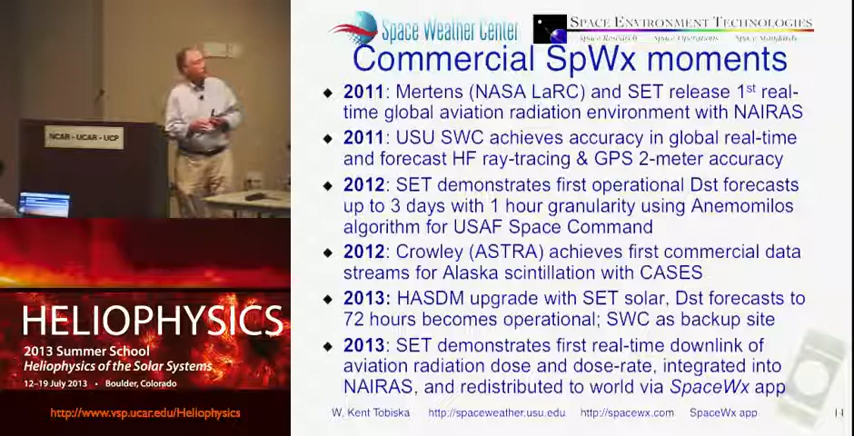 Space Weather Center
SPACE ENVIRONMENT TECHNOLOGIES
Space Research Space Operations Space Standards
Commercial SpWx moments
◆ 2011: Mertens (NASA LaRC) and SET release 1st real-
time global aviation radiation environment with NAIRAS
◆ 2011: USU SWC achieves accuracy in global real-time
and forecast HF ray-tracing & GPS 2-meter accuracy
◆ 2012: SET demonstrates first operational Dst forecasts
up to 3 days with 1 hour granularity using Anemomilos
algorithm for USAF Space Command
◆ 2012: Crowley (ASTRA) achieves first commercial data
streams for Alaska scintillation with CASES
◆ 2013: HASDM upgrade with SET solar, Dst forecasts to
72 hours becomes operational; SWC as backup site
◆ 2013: SET demonstrates first real-time downlink of
aviation radiation dose and dose-rate, integrated into
NAIRAS, and redistributed to world via SpaceWx app
W. Kent Tobiska http://spaceweather.usu.edu http://spacewx.com SpaceWx app
NCAR - UCAR - UCP
HELIOPHYSICS
2013 Summer School
Heliophysics of the Solar Systems
12–19 July 2013 • Boulder, Colorado
http://www.vsp.ucar.edu/Heliophysics